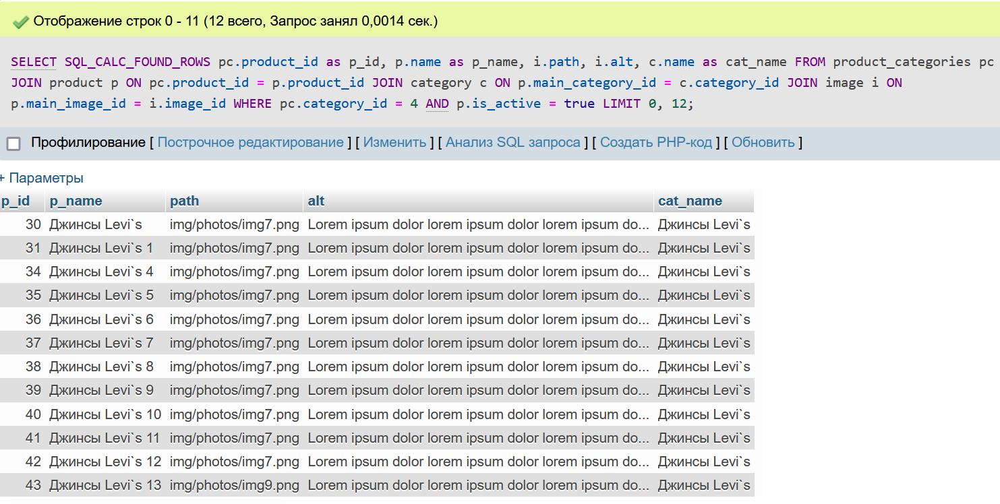 Отображение строк 0 - 11 (12 всего, Запрос занял 0,0014 сек.)
SELECT SQL_CALC_FOUND_ROWS pc.product_id as p_id, p.name as p_name, i.path, i.alt, c.name as cat_name FROM product_categories pc
JOIN product p ON pc.product_id = p.product_id JOIN category c ON p.main_category_id = c.category_id JOIN image i ON
p.main_image_id = i.image_id WHERE pc.category_id = 4 AND p.is_active = true LIMIT 0, 12;
Профилирование [ Построчное редактирование ] [ Изменить ] [ Анализ SQL запроса ] [ Создать PHP-код ] [ Обновить ]
+ Параметры
p_id p_name path alt cat_name
30 Джинсы Levi`s img/photos/img7.png Lorem ipsum dolor lorem ipsum dolor lorem ipsum do... Джинсы Levi`s
31 Джинсы Levi`s 1 img/photos/img7.png Lorem ipsum dolor lorem ipsum dolor lorem ipsum do... Джинсы Levi`s
34 Джинсы Levi`s 4 img/photos/img7.png Lorem ipsum dolor lorem ipsum dolor lorem ipsum do... Джинсы Levi`s
35 Джинсы Levi`s 5 img/photos/img7.png Lorem ipsum dolor lorem ipsum dolor lorem ipsum do... Джинсы Levi`s
36 Джинсы Levi`s 6 img/photos/img7.png Lorem ipsum dolor lorem ipsum dolor lorem ipsum do... Джинсы Levi`s
37 Джинсы Levi`s 7 img/photos/img7.png Lorem ipsum dolor lorem ipsum dolor lorem ipsum do... Джинсы Levi`s
38 Джинсы Levi`s 8 img/photos/img7.png Lorem ipsum dolor lorem ipsum dolor lorem ipsum do... Джинсы Levi`s
39 Джинсы Levi`s 9 img/photos/img7.png Lorem ipsum dolor lorem ipsum dolor lorem ipsum do... Джинсы Levi`s
40 Джинсы Levi`s 10 img/photos/img7.png Lorem ipsum dolor lorem ipsum dolor lorem ipsum do... Джинсы Levi`s
41 Джинсы Levi`s 11 img/photos/img7.png Lorem ipsum dolor lorem ipsum dolor lorem ipsum do... Джинсы Levi`s
42 Джинсы Levi`s 12 img/photos/img7.png Lorem ipsum dolor lorem ipsum dolor lorem ipsum do... Джинсы Levi`s
43 Джинсы Levi`s 13 img/photos/img9.png Lorem ipsum dolor lorem ipsum dolor lorem ipsum do... Джинсы Levi`s